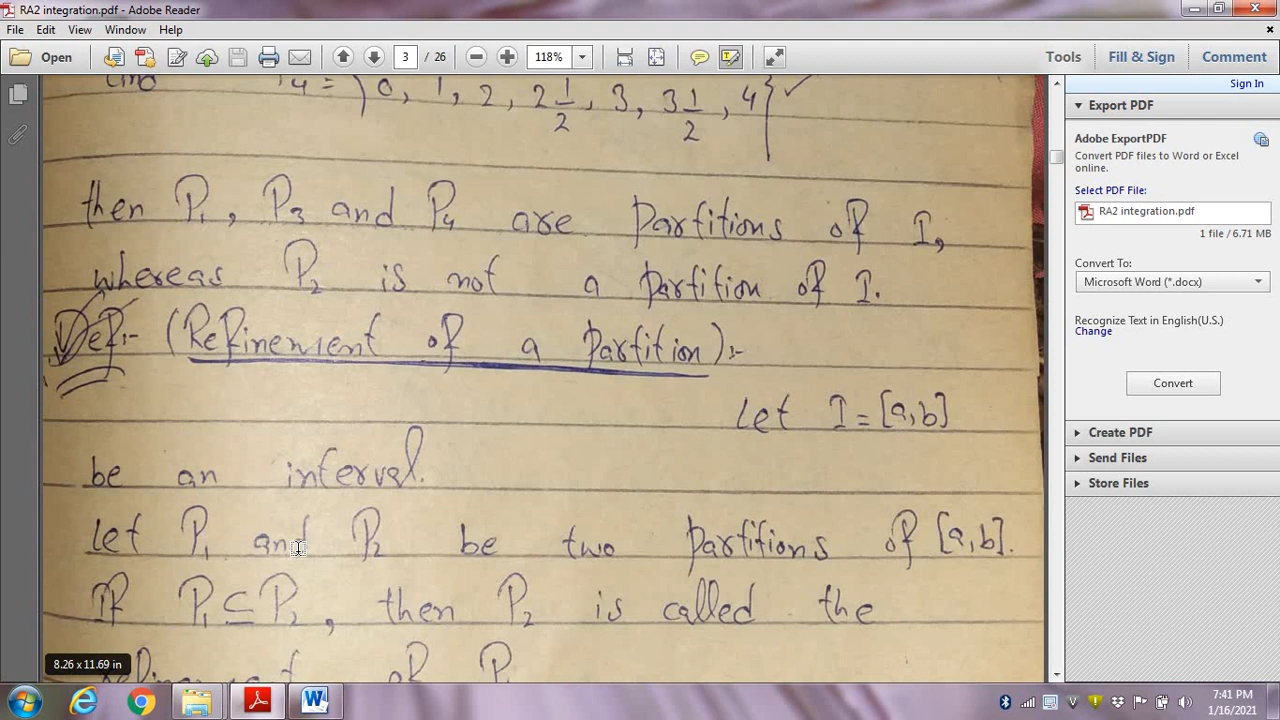 RA2 integration.pdf - Adobe Reader
File Edit View Window Help
Open 3 / 26 118% Tools Fill & Sign Comment
P4 = { 0, 1, 2, 2 1/2, 3, 3 1/2, 4 }
then P1, P3 and P4 are partitions of I,
whereas P2 is not a partition of I.
Def:- (Refinement of a partition):-
Let I = [a,b]
be an interval.
Let P1 and P2 be two partitions of [a,b].
If P1 ⊆ P2, then P2 is called the
refinement of P
8.26 x 11.69 in
Sign In
Export PDF
Adobe ExportPDF
Convert PDF files to Word or Excel
online.
Select PDF File:
RA2 integration.pdf
1 file / 6.71 MB
Convert To:
Microsoft Word (*.docx)
Recognize Text in English(U.S.)
Change
Convert
Create PDF
Send Files
Store Files
7:41 PM
1/16/2021